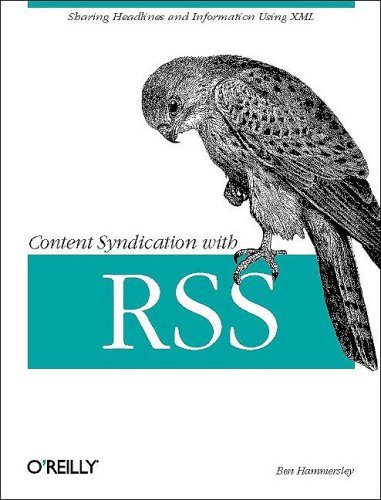 Sharing Headlines and Information Using XML
Content Syndication with
RSS
O'REILLY
Ben Hammersley